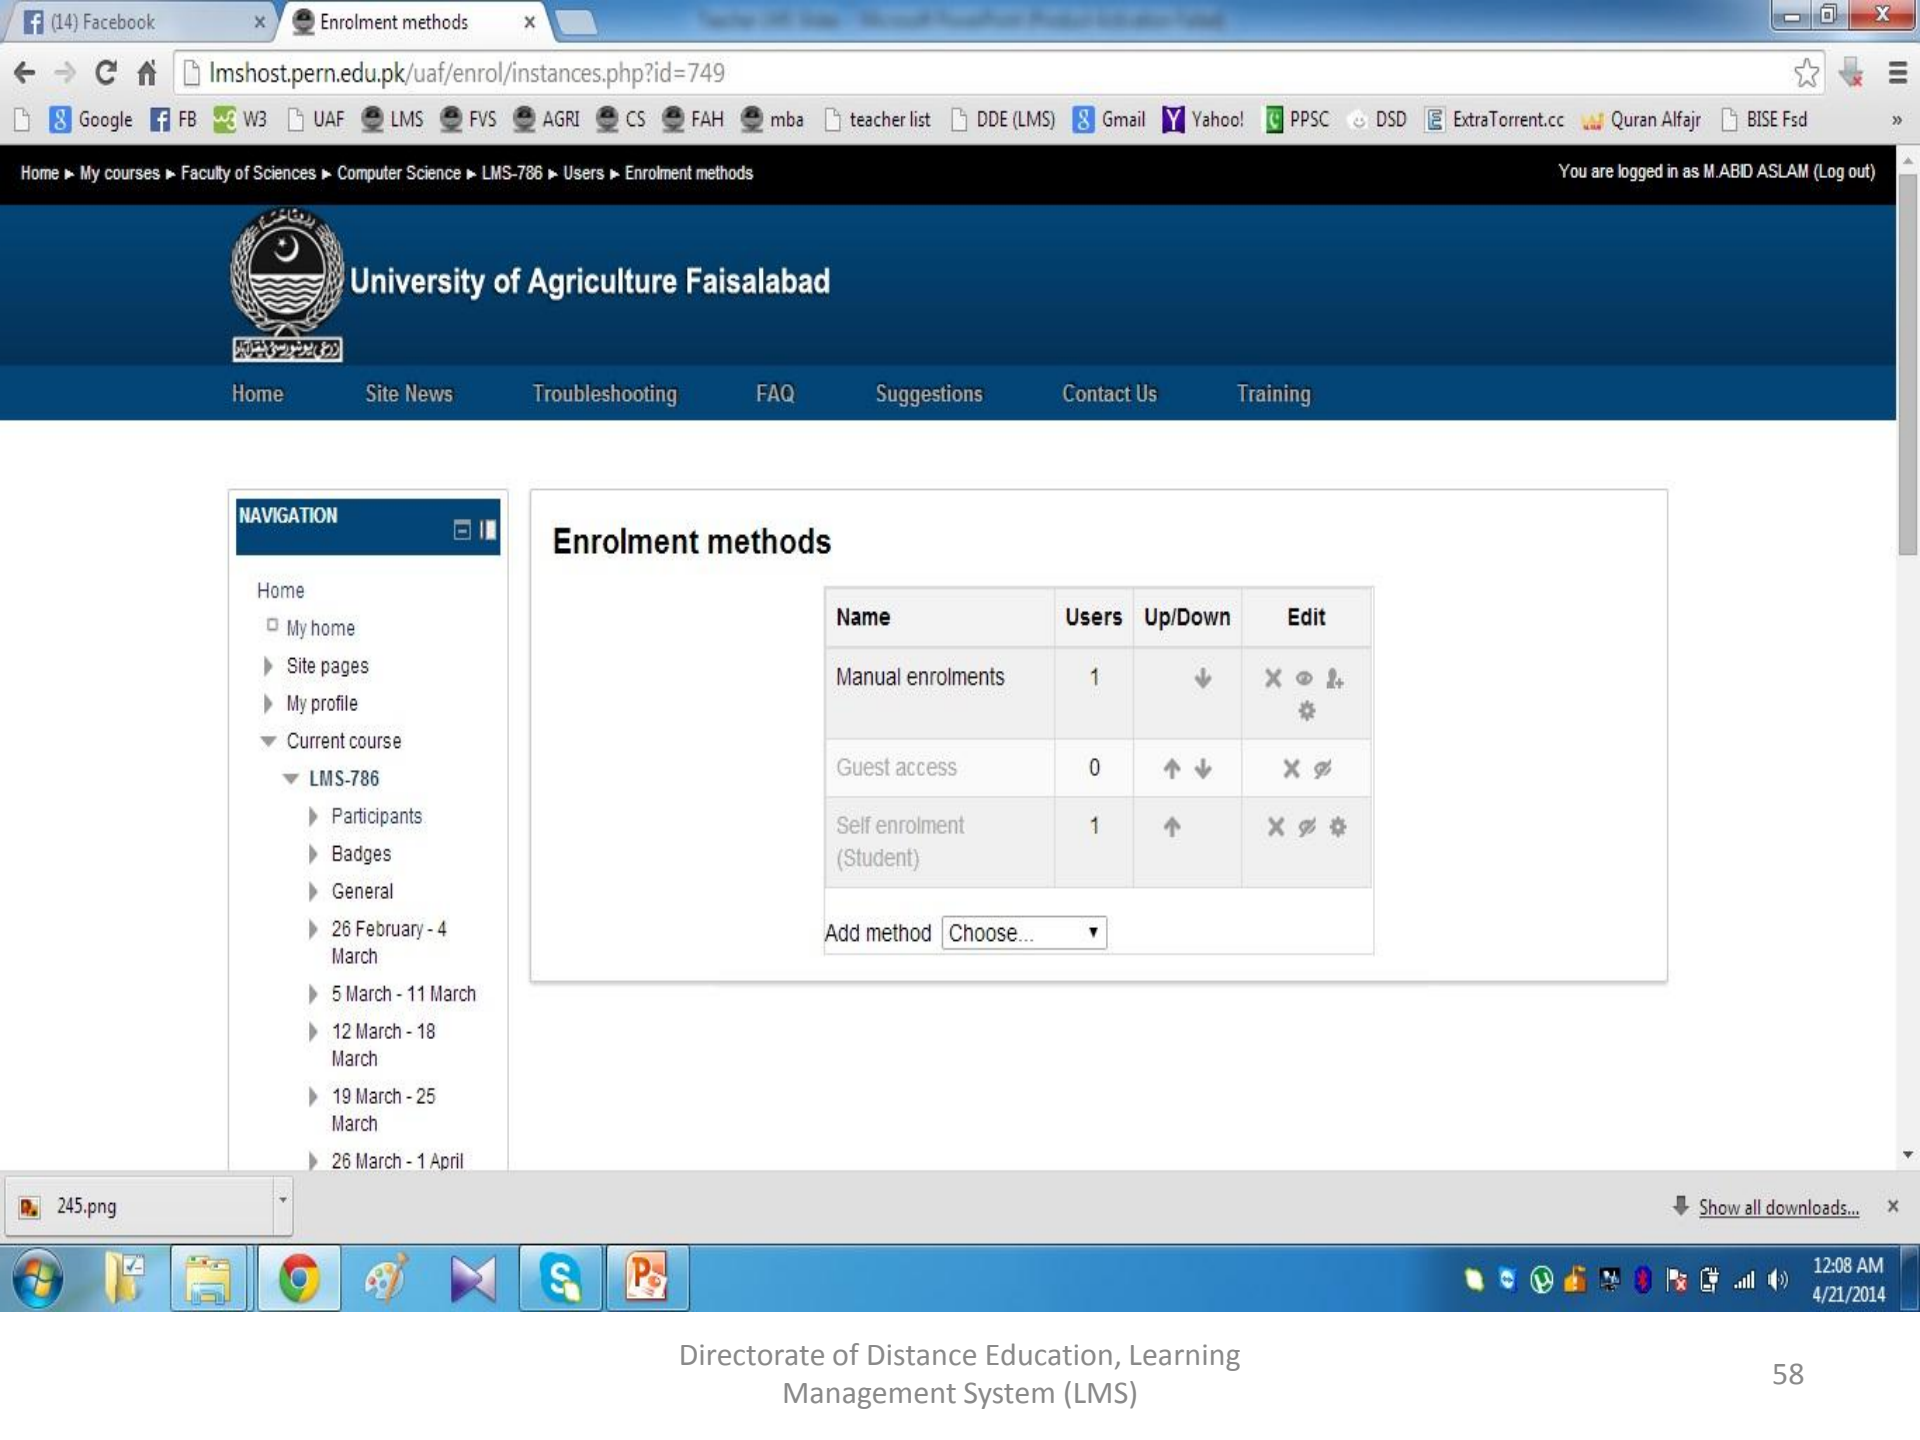 (14) Facebook
Enrolment methods
lmshost.pern.edu.pk/uaf/enrol/instances.php?id=749
Google FB W3 UAF LMS FVS AGRI CS FAH mba teacher list DDE (LMS) Gmail Yahoo! PPSC DSD ExtraTorrent.cc Quran Alfajr BISE Fsd »
Home ► My courses ► Faculty of Sciences ► Computer Science ► LMS-786 ► Users ► Enrolment methods
You are logged in as M.ABID ASLAM (Log out)
University of Agriculture Faisalabad
Home Site News Troubleshooting FAQ Suggestions Contact Us Training
NAVIGATION
Home
My home
Site pages
My profile
Current course
LMS-786
Participants
Badges
General
26 February - 4
March
5 March - 11 March
12 March - 18
March
19 March - 25
March
26 March - 1 April
Enrolment methods
Name Users Up/Down Edit
Manual enrolments 1
Guest access 0
Self enrolment 1
(Student)
Add method Choose...
245.png
Show all downloads...
12:08 AM
4/21/2014
Directorate of Distance Education, Learning
Management System (LMS)
58